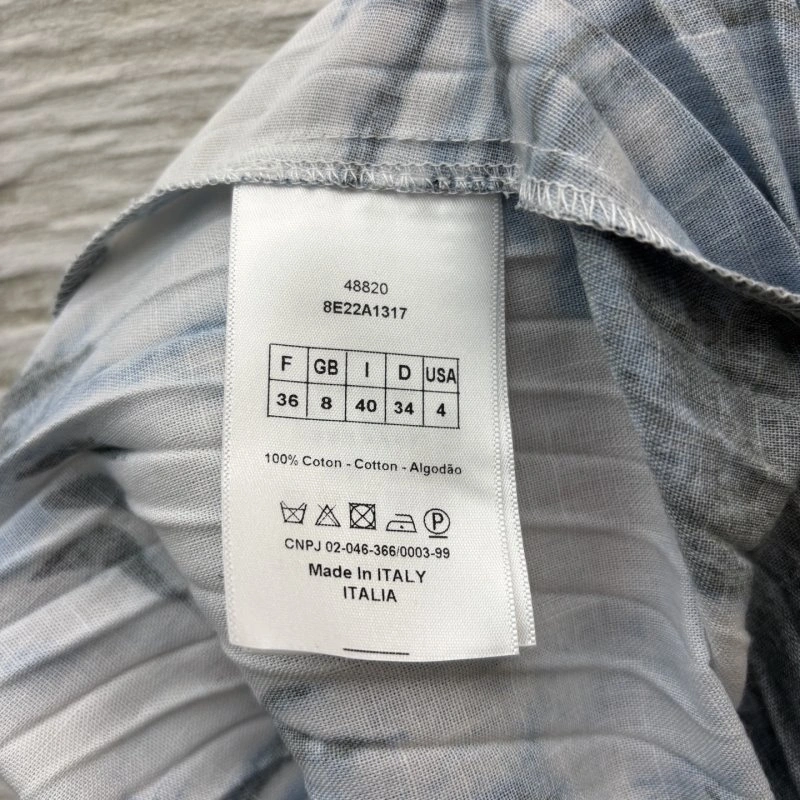 48820
8E22A1317
F GB I D USA
36 8 40 34 4
100% Coton - Cotton - Algodão
P
CNPJ 02-046-366/0003-99
Made In ITALY
ITALIA